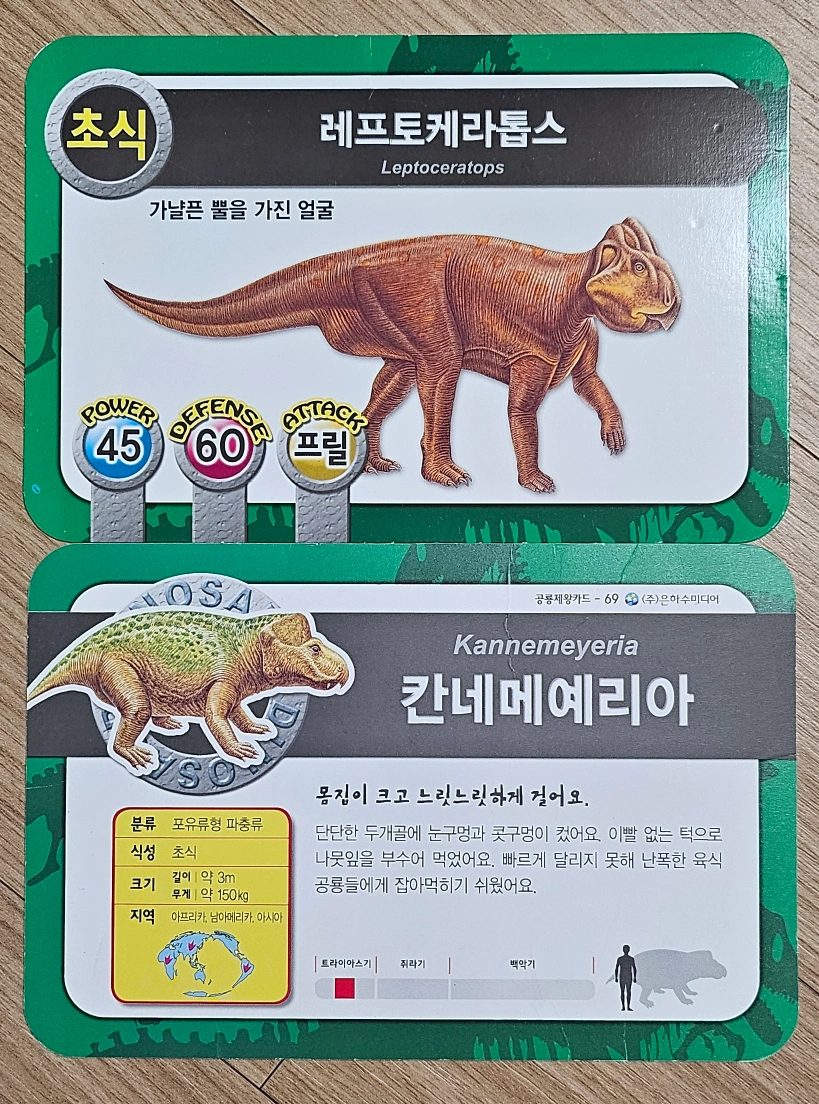 초식
레프토케라톱스
Leptoceratops
가냘픈 뿔을 가진 얼굴
POWER
45
DEFENSE
60
ATTACK
프릴
공룡제왕카드 - 69 (주)은하수미디어
Kannemeyeria
칸네메예리아
몸집이 크고 느릿느릿하게 걸어요.
단단한 두개골에 눈구멍과 콧구멍이 컸어요. 이빨 없는 턱으로
나뭇잎을 부수어 먹었어요. 빠르게 달리지 못해 난폭한 육식
공룡들에게 잡아먹히기 쉬웠어요.
분류 포유류형 파충류
식성 초식
크기 길이 약 3m
무게 약 150kg
지역 아프리카, 남아메리카, 아시아
트라이아스기 쥐라기 백악기